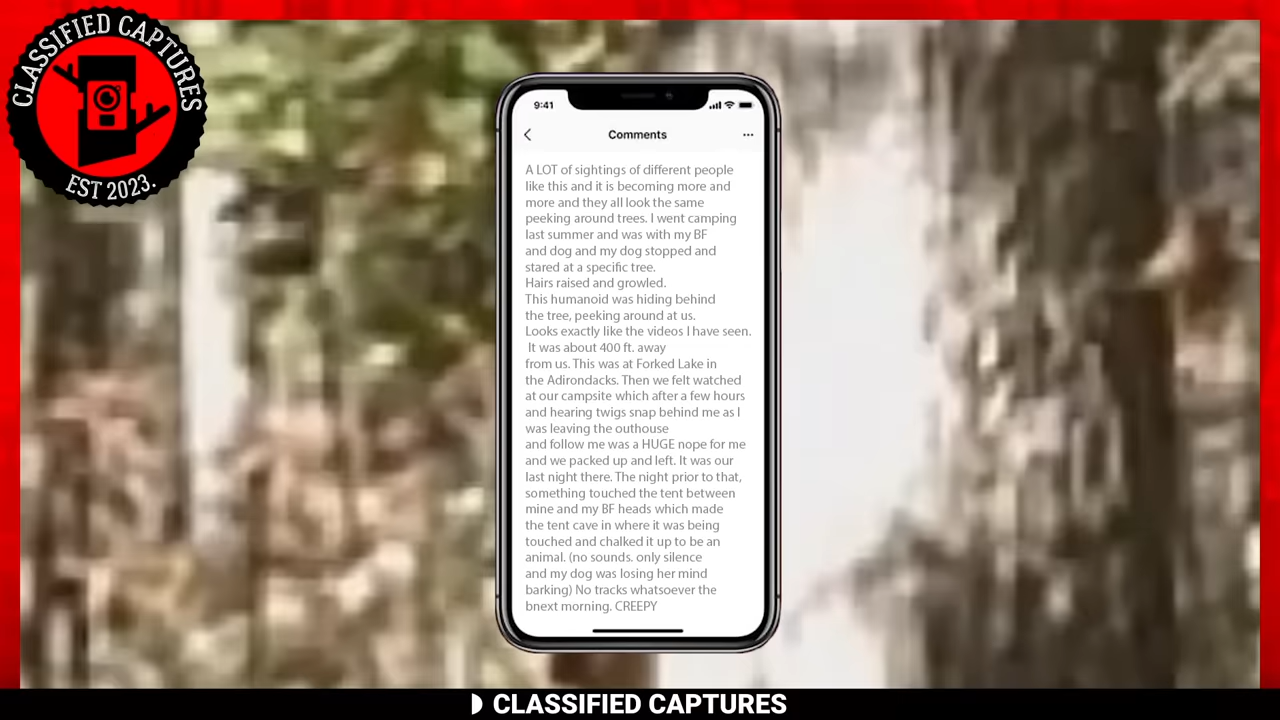 CLASSIFIED CAPTURES
EST 2023.
9:41
Comments
A LOT of sightings of different people
like this and it is becoming more and
more and they all look the same
peeking around trees. I went camping
last summer and was with my BF
and dog and my dog stopped and
stared at a specific tree.
Hairs raised and growled.
This humanoid was hiding behind
the tree, peeking around at us.
Looks exactly like the videos I have seen.
It was about 400 ft. away
from us. This was at Forked Lake in
the Adirondacks. Then we felt watched
at our campsite which after a few hours
and hearing twigs snap behind me as I
was leaving the outhouse
and follow me was a HUGE nope for me
and we packed up and left. It was our
last night there. The night prior to that,
something touched the tent between
mine and my BF heads which made
the tent cave in where it was being
touched and chalked it up to be an
animal. (no sounds. only silence
and my dog was losing her mind
barking) No tracks whatsoever the
bnext morning. CREEPY
CLASSIFIED CAPTURES